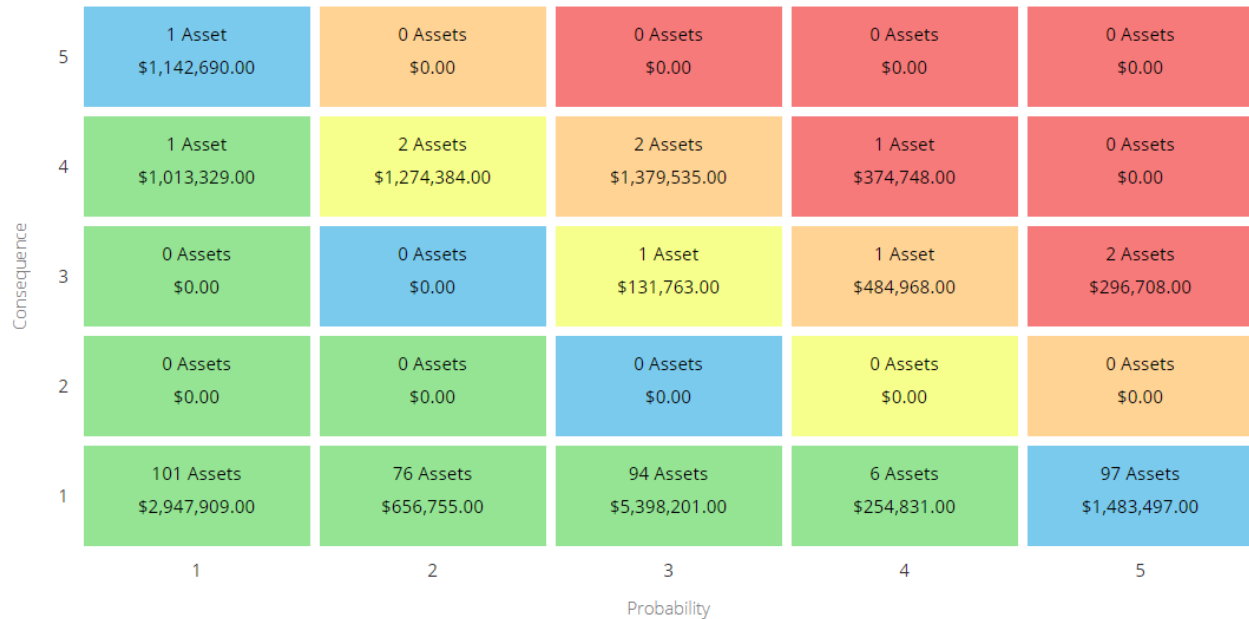 5
1 Asset
$1,142,690.00
0 Assets
$0.00
0 Assets
$0.00
0 Assets
$0.00
0 Assets
$0.00
4
1 Asset
$1,013,329.00
2 Assets
$1,274,384.00
2 Assets
$1,379,535.00
1 Asset
$374,748.00
0 Assets
$0.00
Consequence
3
0 Assets
$0.00
0 Assets
$0.00
1 Asset
$131,763.00
1 Asset
$484,968.00
2 Assets
$296,708.00
2
0 Assets
$0.00
0 Assets
$0.00
0 Assets
$0.00
0 Assets
$0.00
0 Assets
$0.00
1
101 Assets
$2,947,909.00
76 Assets
$656,755.00
94 Assets
$5,398,201.00
6 Assets
$254,831.00
97 Assets
$1,483,497.00
1
2
3
4
5
Probability